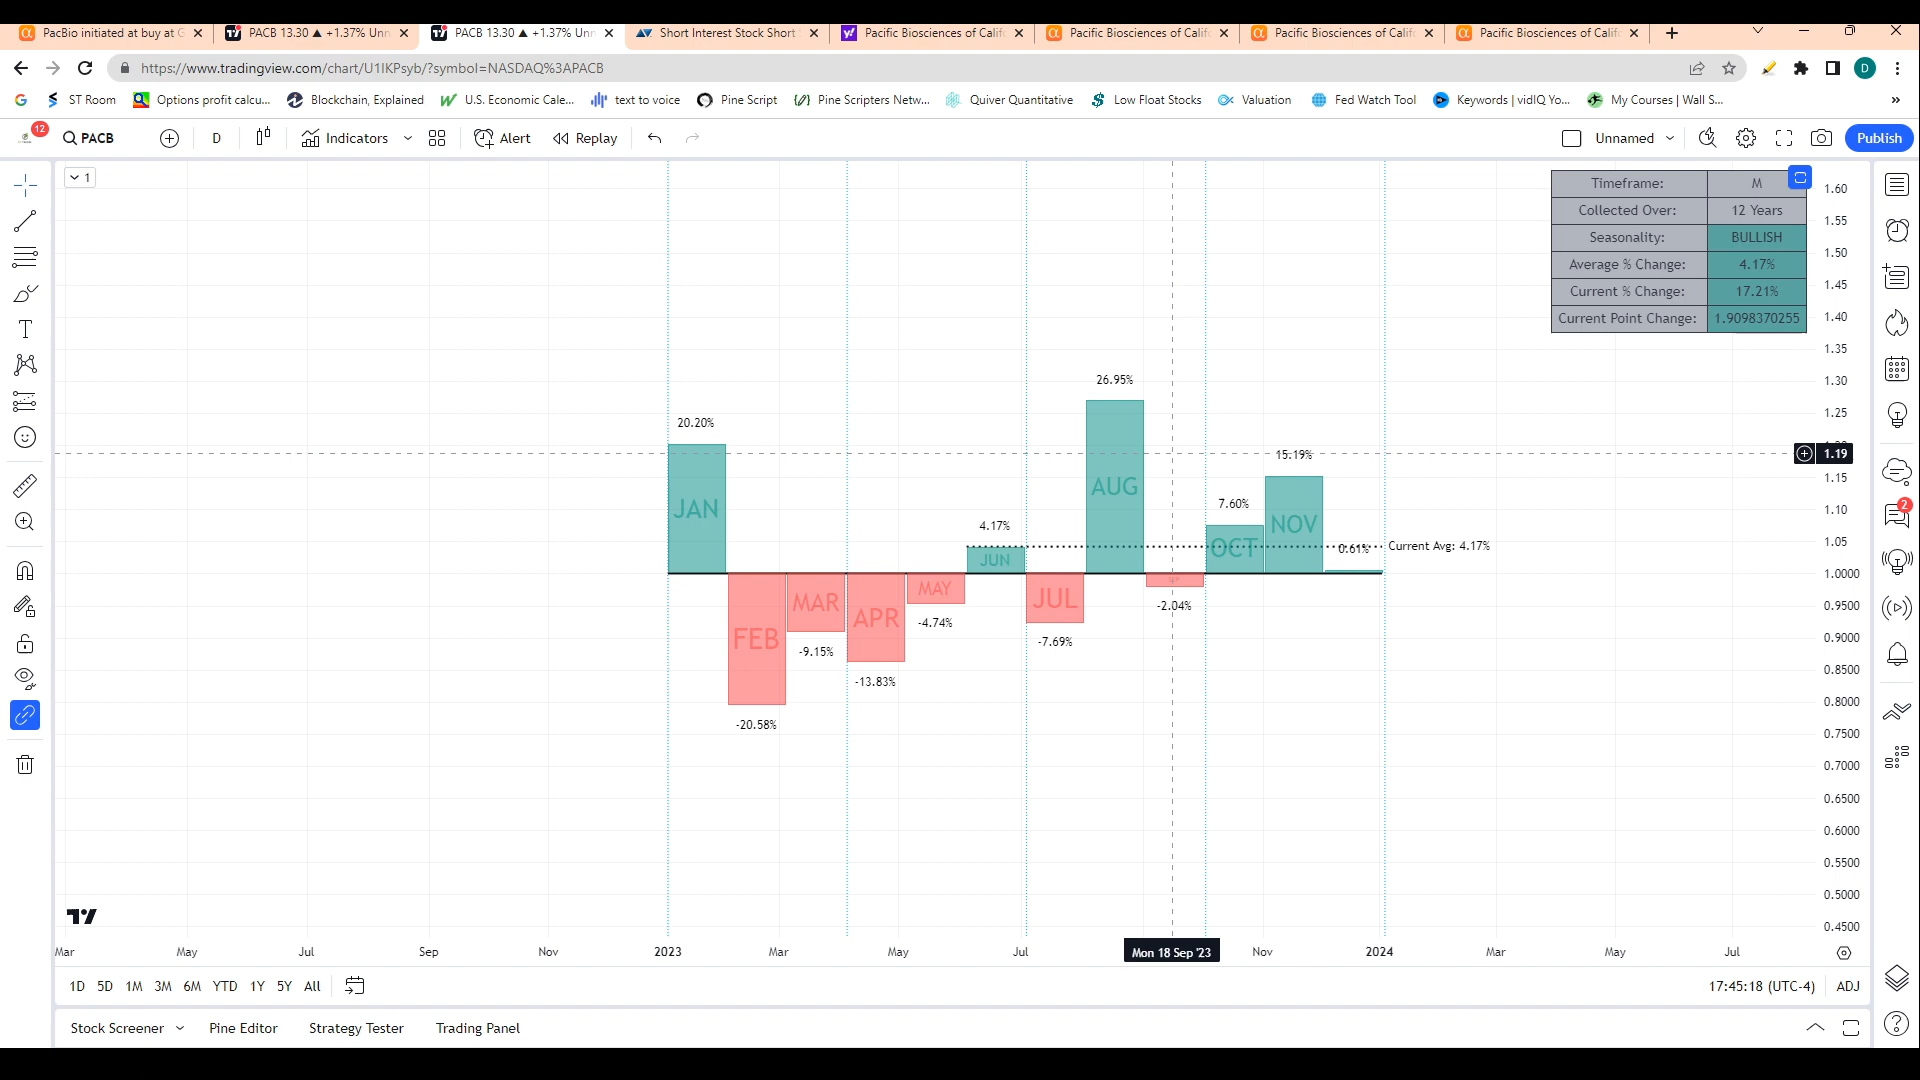 PacBio initiated at buy at G
PACB 13.30 ▲ +1.37% Unn
PACB 13.30 ▲ +1.37% Unn
Short Interest Stock Short
Pacific Biosciences of Califo
Pacific Biosciences of Califo
Pacific Biosciences of Califo
Pacific Biosciences of Califo
https://www.tradingview.com/chart/U1IKPsyb/?symbol=NASDAQ%3APACB
D
ST Room
Options profit calcu...
Blockchain, Explained
U.S. Economic Cale...
text to voice
Pine Script
Pine Scripters Netw...
Quiver Quantitative
Low Float Stocks
Valuation
Fed Watch Tool
Keywords | vidIQ Yo...
My Courses | Wall S...
12
PACB
D
Indicators
Alert
Replay
Unnamed
Publish
1
Timeframe: M
Collected Over: 12 Years
Seasonality: BULLISH
Average % Change: 4.17%
Current % Change: 17.21%
Current Point Change: 1.9098370255
1.60
1.55
1.50
1.45
1.40
1.35
1.30
1.25
1.19
1.15
1.10
1.05
1.0000
0.9500
0.9000
0.8500
0.8000
0.7500
0.7000
0.6500
0.6000
0.5500
0.5000
0.4500
2
20.20%
JAN
FEB
-20.58%
MAR
-9.15%
APR
-13.83%
MAY
-4.74%
4.17%
JUN
JUL
-7.69%
26.95%
AUG
-2.04%
7.60%
OCT
15.19%
NOV
0.61%
Current Avg: 4.17%
Mar May Jul Sep Nov 2023 Mar May Jul Mon 18 Sep '23 Nov 2024 Mar May Jul
1D 5D 1M 3M 6M YTD 1Y 5Y All
17:45:18 (UTC-4) ADJ
Stock Screener Pine Editor Strategy Tester Trading Panel